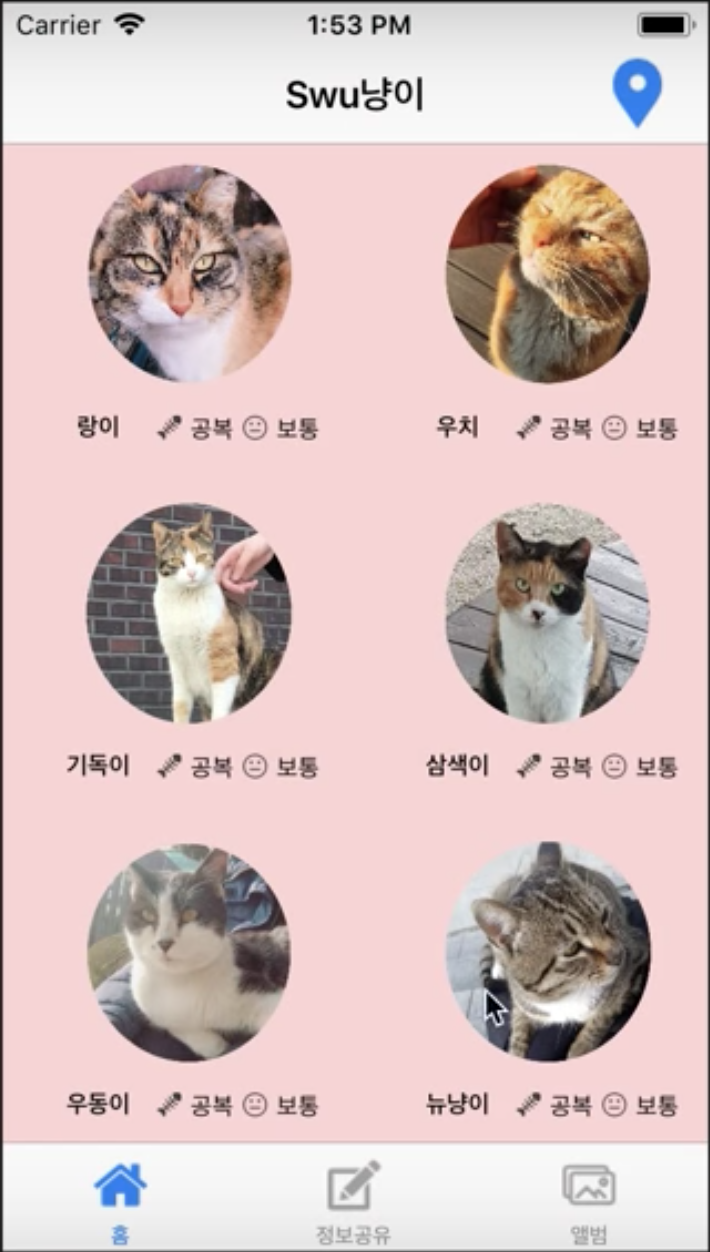 Carrier 1:53 PM
Swu냥이
랑이 공복 보통
우치 공복 보통
기독이 공복 보통
삼색이 공복 보통
우동이 공복 보통
뉴냥이 공복 보통
홈 정보공유 앨범